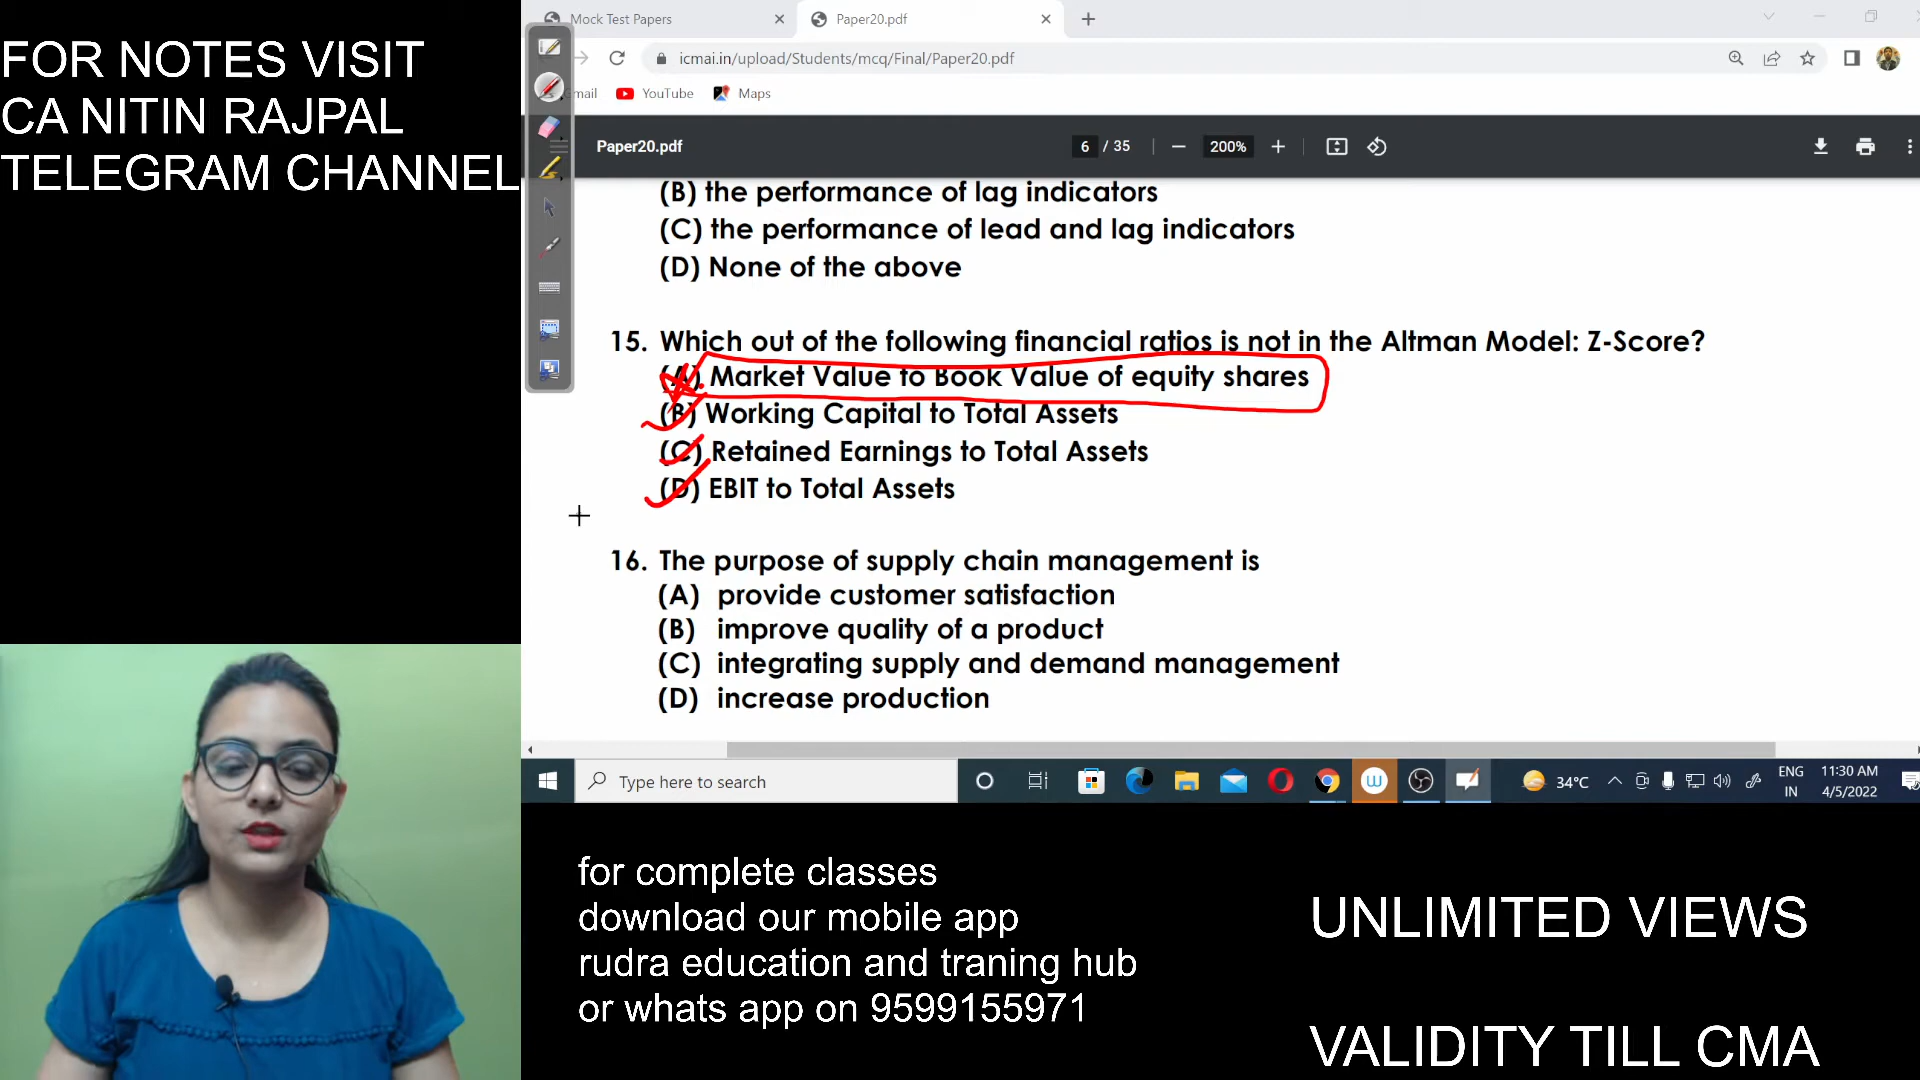 FOR NOTES VISIT
CA NITIN RAJPAL
TELEGRAM CHANNEL
Mock Test Papers
Paper20.pdf
icmai.in/upload/Students/mcq/Final/Paper20.pdf
YouTube
Maps
Paper20.pdf
6 / 35
200%
(B) the performance of lag indicators
(C) the performance of lead and lag indicators
(D) None of the above
15. Which out of the following financial ratios is not in the Altman Model: Z-Score?
(A) Market Value to Book Value of equity shares
(B) Working Capital to Total Assets
(C) Retained Earnings to Total Assets
(D) EBIT to Total Assets
16. The purpose of supply chain management is
(A) provide customer satisfaction
(B) improve quality of a product
(C) integrating supply and demand management
(D) increase production
Type here to search
34°C
ENG
IN
11:30 AM
4/5/2022
for complete classes
download our mobile app
rudra education and traning hub
or whats app on 9599155971
UNLIMITED VIEWS
VALIDITY TILL CMA